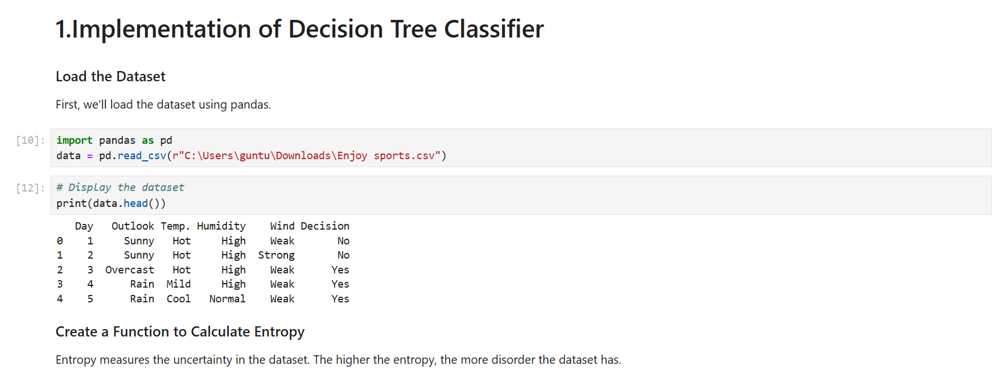 1.Implementation of Decision Tree Classifier
Load the Dataset
First, we'll load the dataset using pandas.
[10]: import pandas as pd
data = pd.read_csv(r"C:\Users\guntu\Downloads\Enjoy sports.csv")
[12]: # Display the dataset
print(data.head())
Day Outlook Temp. Humidity Wind Decision
0 1 Sunny Hot High Weak No
1 2 Sunny Hot High Strong No
2 3 Overcast Hot High Weak Yes
3 4 Rain Mild High Weak Yes
4 5 Rain Cool Normal Weak Yes
Create a Function to Calculate Entropy
Entropy measures the uncertainty in the dataset. The higher the entropy, the more disorder the dataset has.